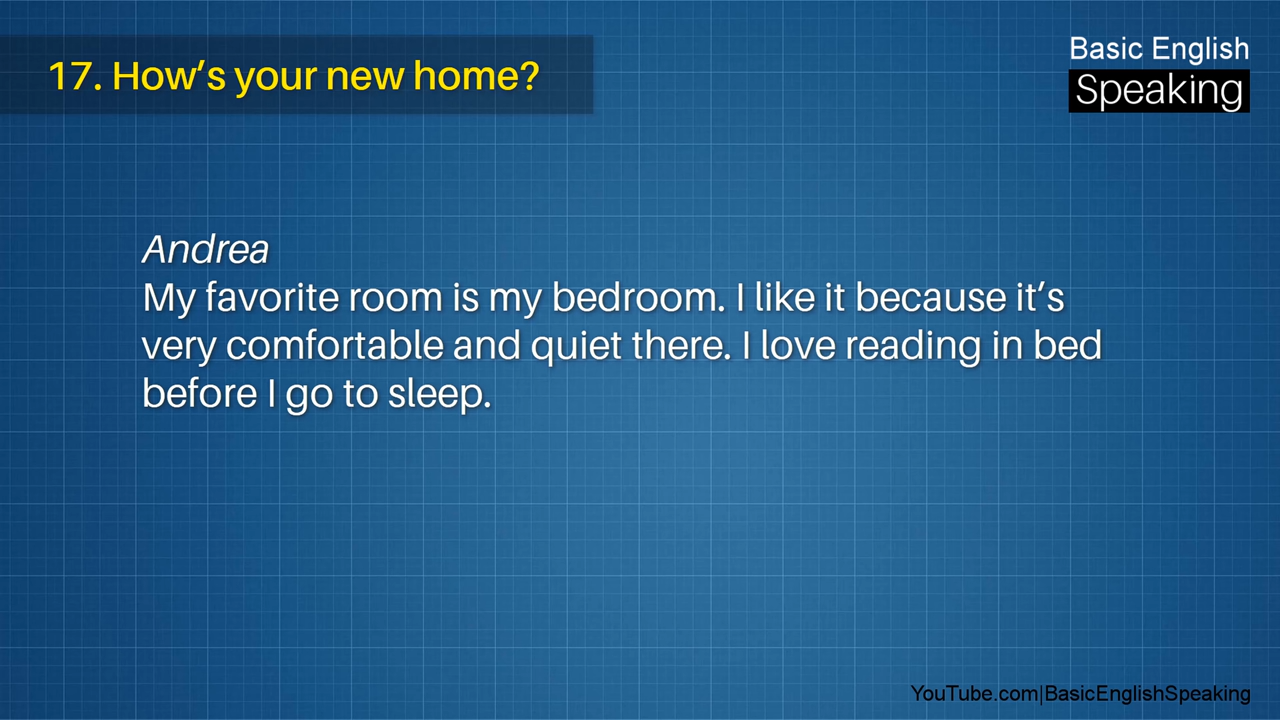 17. How’s your new home?
Basic English
Speaking
Andrea
My favorite room is my bedroom. I like it because it’s
very comfortable and quiet there. I love reading in bed
before I go to sleep.
YouTube.com|BasicEnglishSpeaking